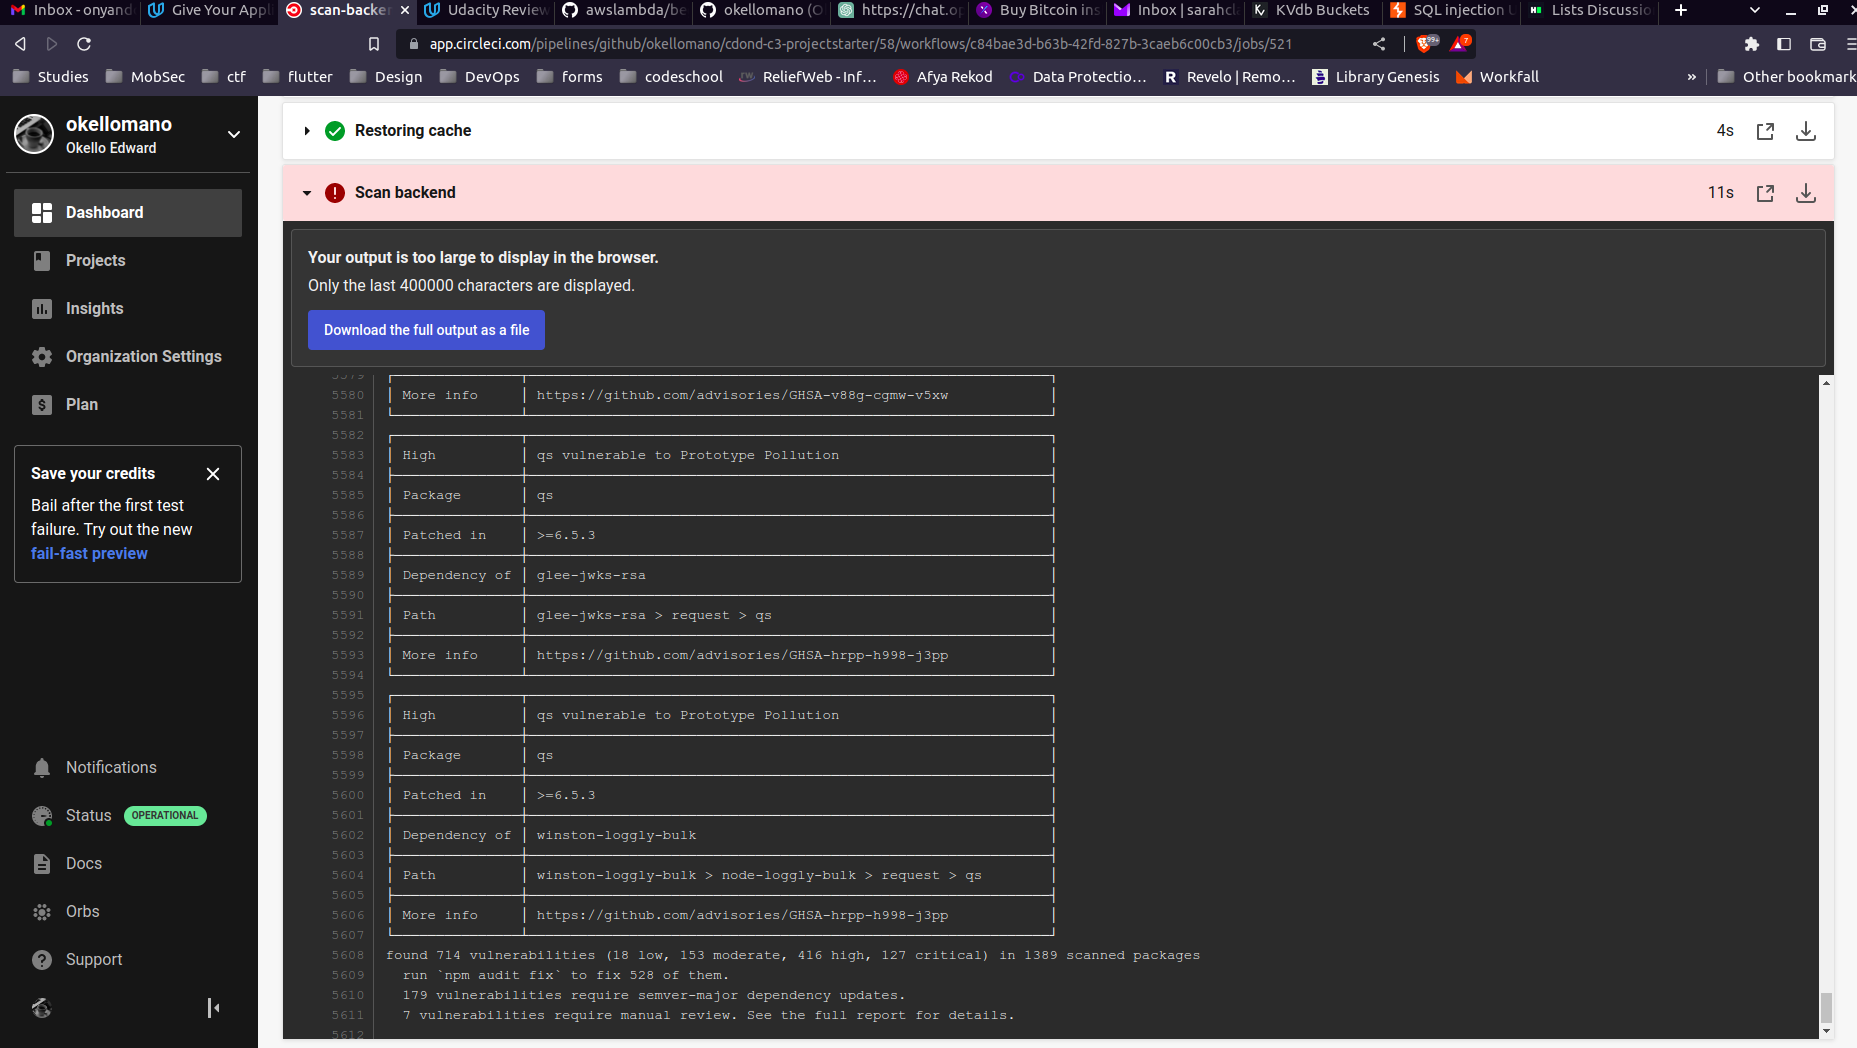 Inbox - onyand
Give Your Appl
scan-backen
Udacity Review
awslambda/be
okellomano (O
https://chat.op
Buy Bitcoin ins
Inbox | sarahcl
KVdb Buckets
SQL injection U
Lists Discussio
app.circleci.com/pipelines/github/okellomano/cdond-c3-projectstarter/58/workflows/c84bae3d-b63b-42fd-827b-3caeb6c00cb3/jobs/521
99+
7
Studies
MobSec
ctf
flutter
Design
DevOps
forms
codeschool
ReliefWeb - Inf...
Afya Rekod
Data Protectio...
Revelo | Remo...
Library Genesis
Workfall
»
Other bookmark
okellomano
Okello Edward
Dashboard
Projects
Insights
Organization Settings
Plan
Save your credits
Bail after the first test
failure. Try out the new
fail-fast preview
Notifications
Status OPERATIONAL
Docs
Orbs
Support
Restoring cache 4s
Scan backend 11s
Your output is too large to display in the browser.
Only the last 400000 characters are displayed.
Download the full output as a file
5579
5580 More info https://github.com/advisories/GHSA-v88g-cgmw-v5xw
5581
5582
5583 High qs vulnerable to Prototype Pollution
5584
5585 Package qs
5586
5587 Patched in >=6.5.3
5588
5589 Dependency of glee-jwks-rsa
5590
5591 Path glee-jwks-rsa > request > qs
5592
5593 More info https://github.com/advisories/GHSA-hrpp-h998-j3pp
5594
5595
5596 High qs vulnerable to Prototype Pollution
5597
5598 Package qs
5599
5600 Patched in >=6.5.3
5601
5602 Dependency of winston-loggly-bulk
5603
5604 Path winston-loggly-bulk > node-loggly-bulk > request > qs
5605
5606 More info https://github.com/advisories/GHSA-hrpp-h998-j3pp
5607
5608 found 714 vulnerabilities (18 low, 153 moderate, 416 high, 127 critical) in 1389 scanned packages
5609 run `npm audit fix` to fix 528 of them.
5610 179 vulnerabilities require semver-major dependency updates.
5611 7 vulnerabilities require manual review. See the full report for details.
5612